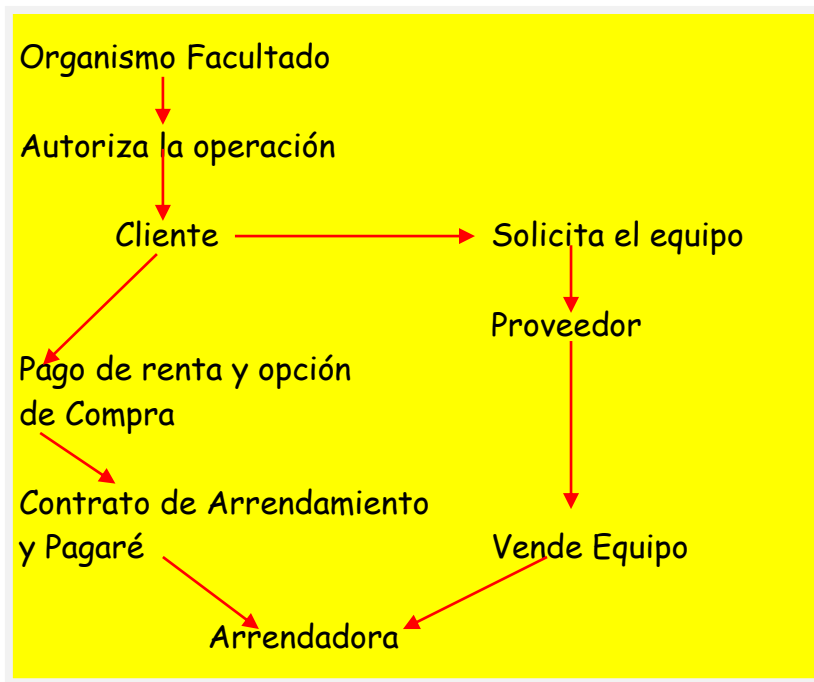 Organismo Facultado
Autoriza la operación
Cliente
Solicita el equipo
Proveedor
Pago de renta y opción
de Compra
Contrato de Arrendamiento
y Pagaré
Vende Equipo
Arrendadora